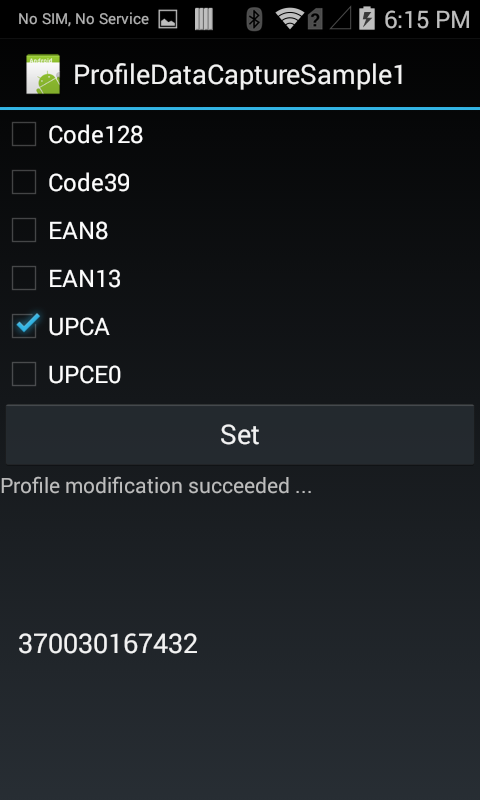 No SIM, No Service 6:15 PM
Android
ProfileDataCaptureSample1
Code128
Code39
EAN8
EAN13
UPCA
UPCE0
Set
Profile modification succeeded ...
370030167432